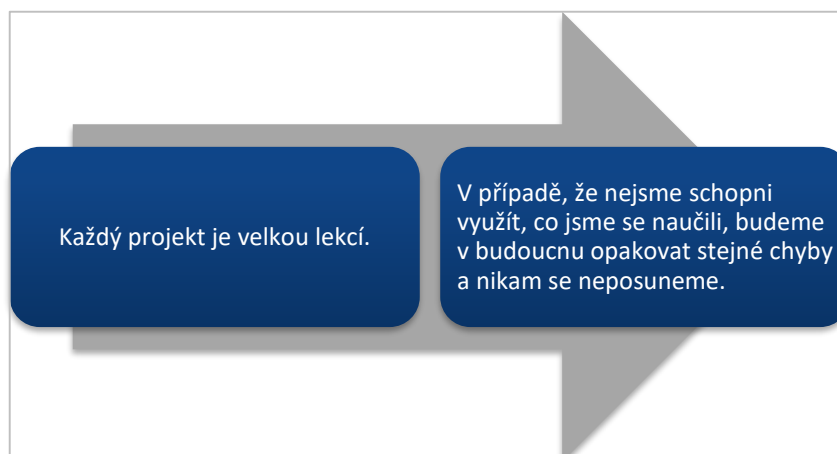 Každý projekt je velkou lekcí.
V případě, že nejsme schopni
využít, co jsme se naučili, budeme
v budoucnu opakovat stejné chyby
a nikam se neposuneme.